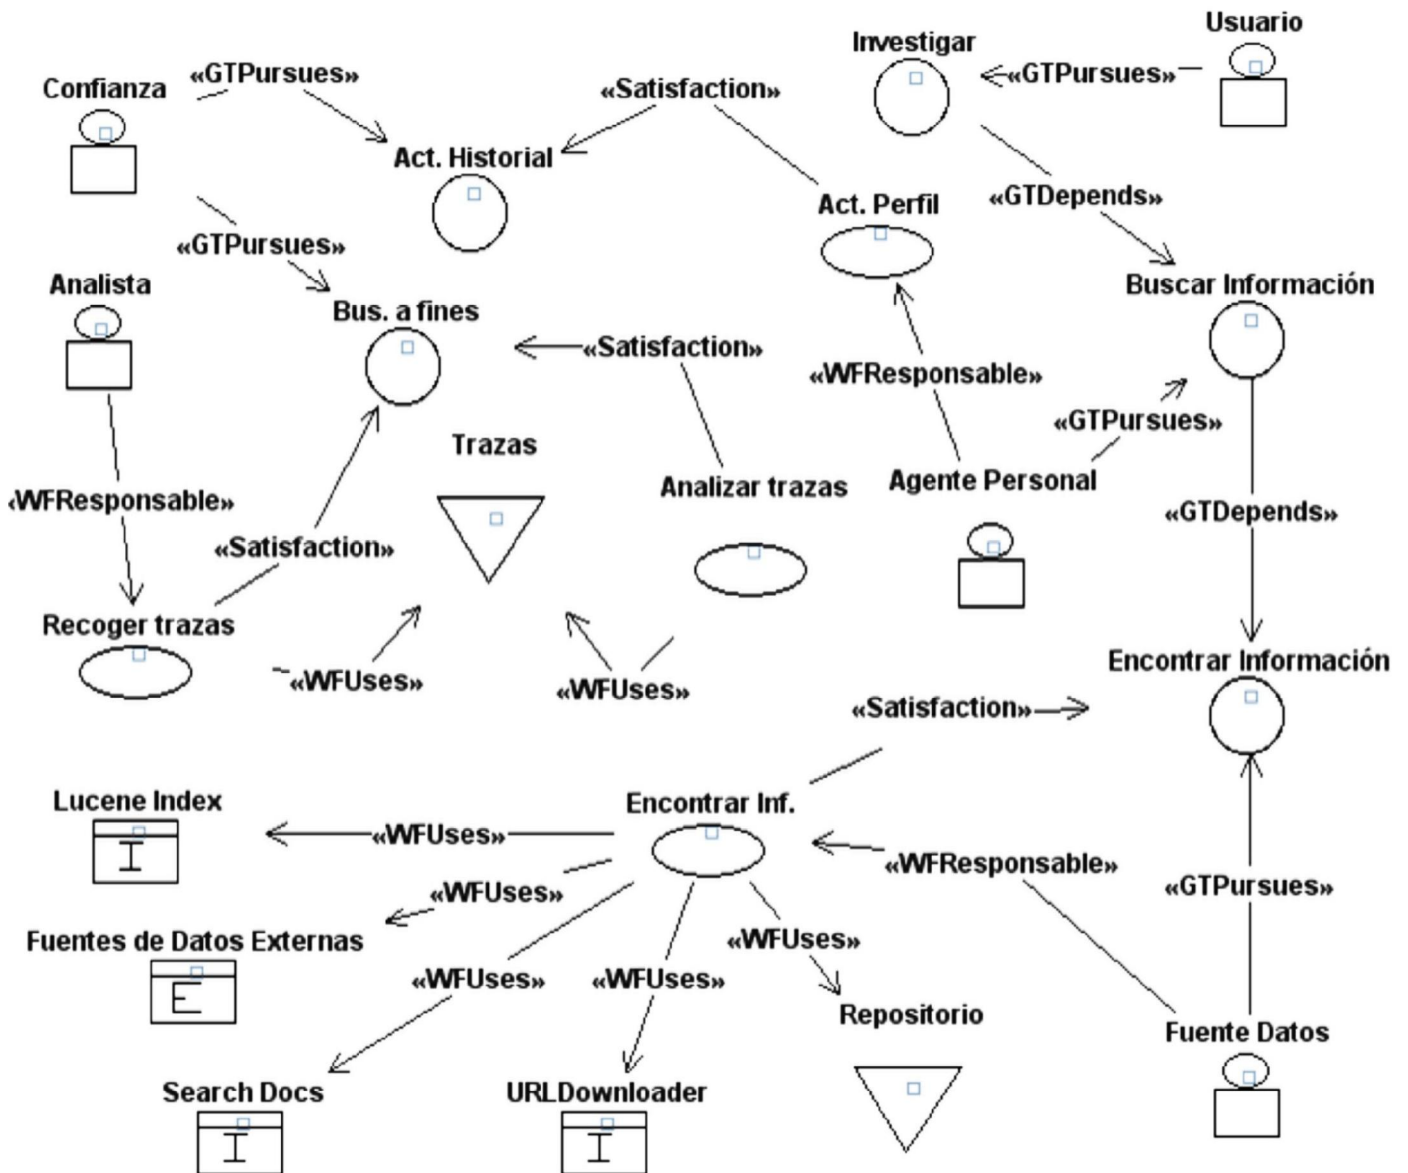 Usuario
Investigar
«GTPursues»
«GTPursues»
Confianza
«Satisfaction»
Act. Historial
«GTDepends»
Act. Perfil
«GTPursues»
Analista
Buscar Información
Bus. a fines
«Satisfaction»
«WFResponsable»
«GTPursues»
Trazas
Agente Personal
Analizar trazas
«WFResponsable»
«GTDepends»
«Satisfaction»
Recoger trazas
Encontrar Información
«WFUses»
«WFUses»
«Satisfaction»
Lucene Index
I
Encontrar Inf.
«WFUses»
«WFResponsable»
«GTPursues»
«WFUses»
Fuentes de Datos Externas
E
«WFUses»
«WFUses»
«WFUses»
Repositorio
Fuente Datos
Search Docs
I
URLDownloader
I